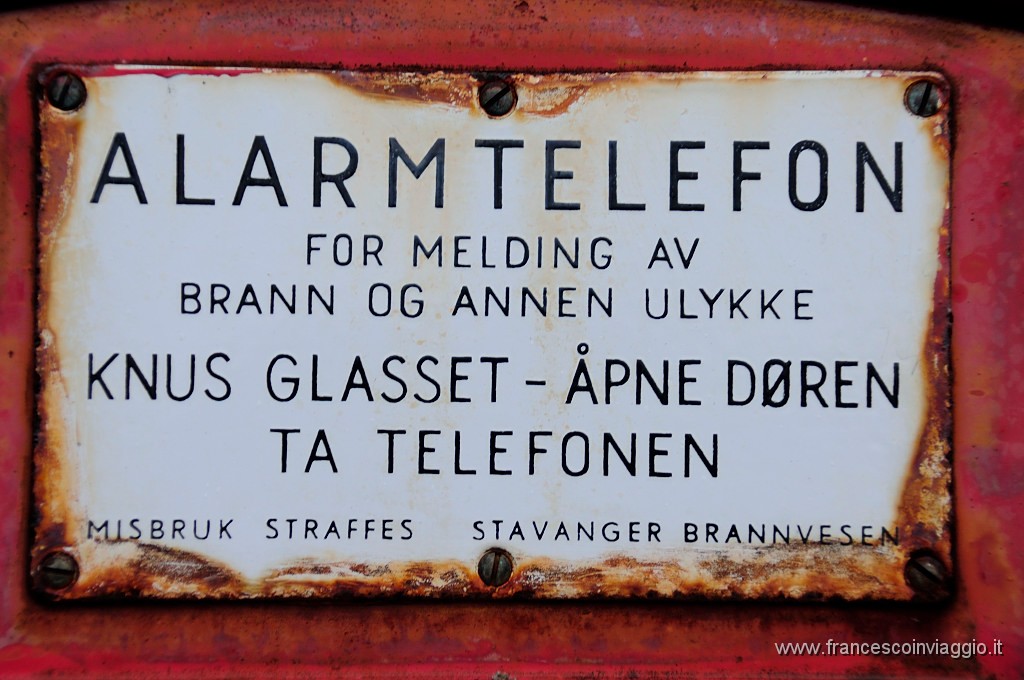 ALARMTELEFON
FOR MELDING AV
BRANN OG ANNEN ULYKKE
KNUS GLASSET - ÅPNE DØREN
TA TELEFONEN
MISBRUK STRAFFES STAVANGER BRANNVESEN
www.francescoinviaggio.it